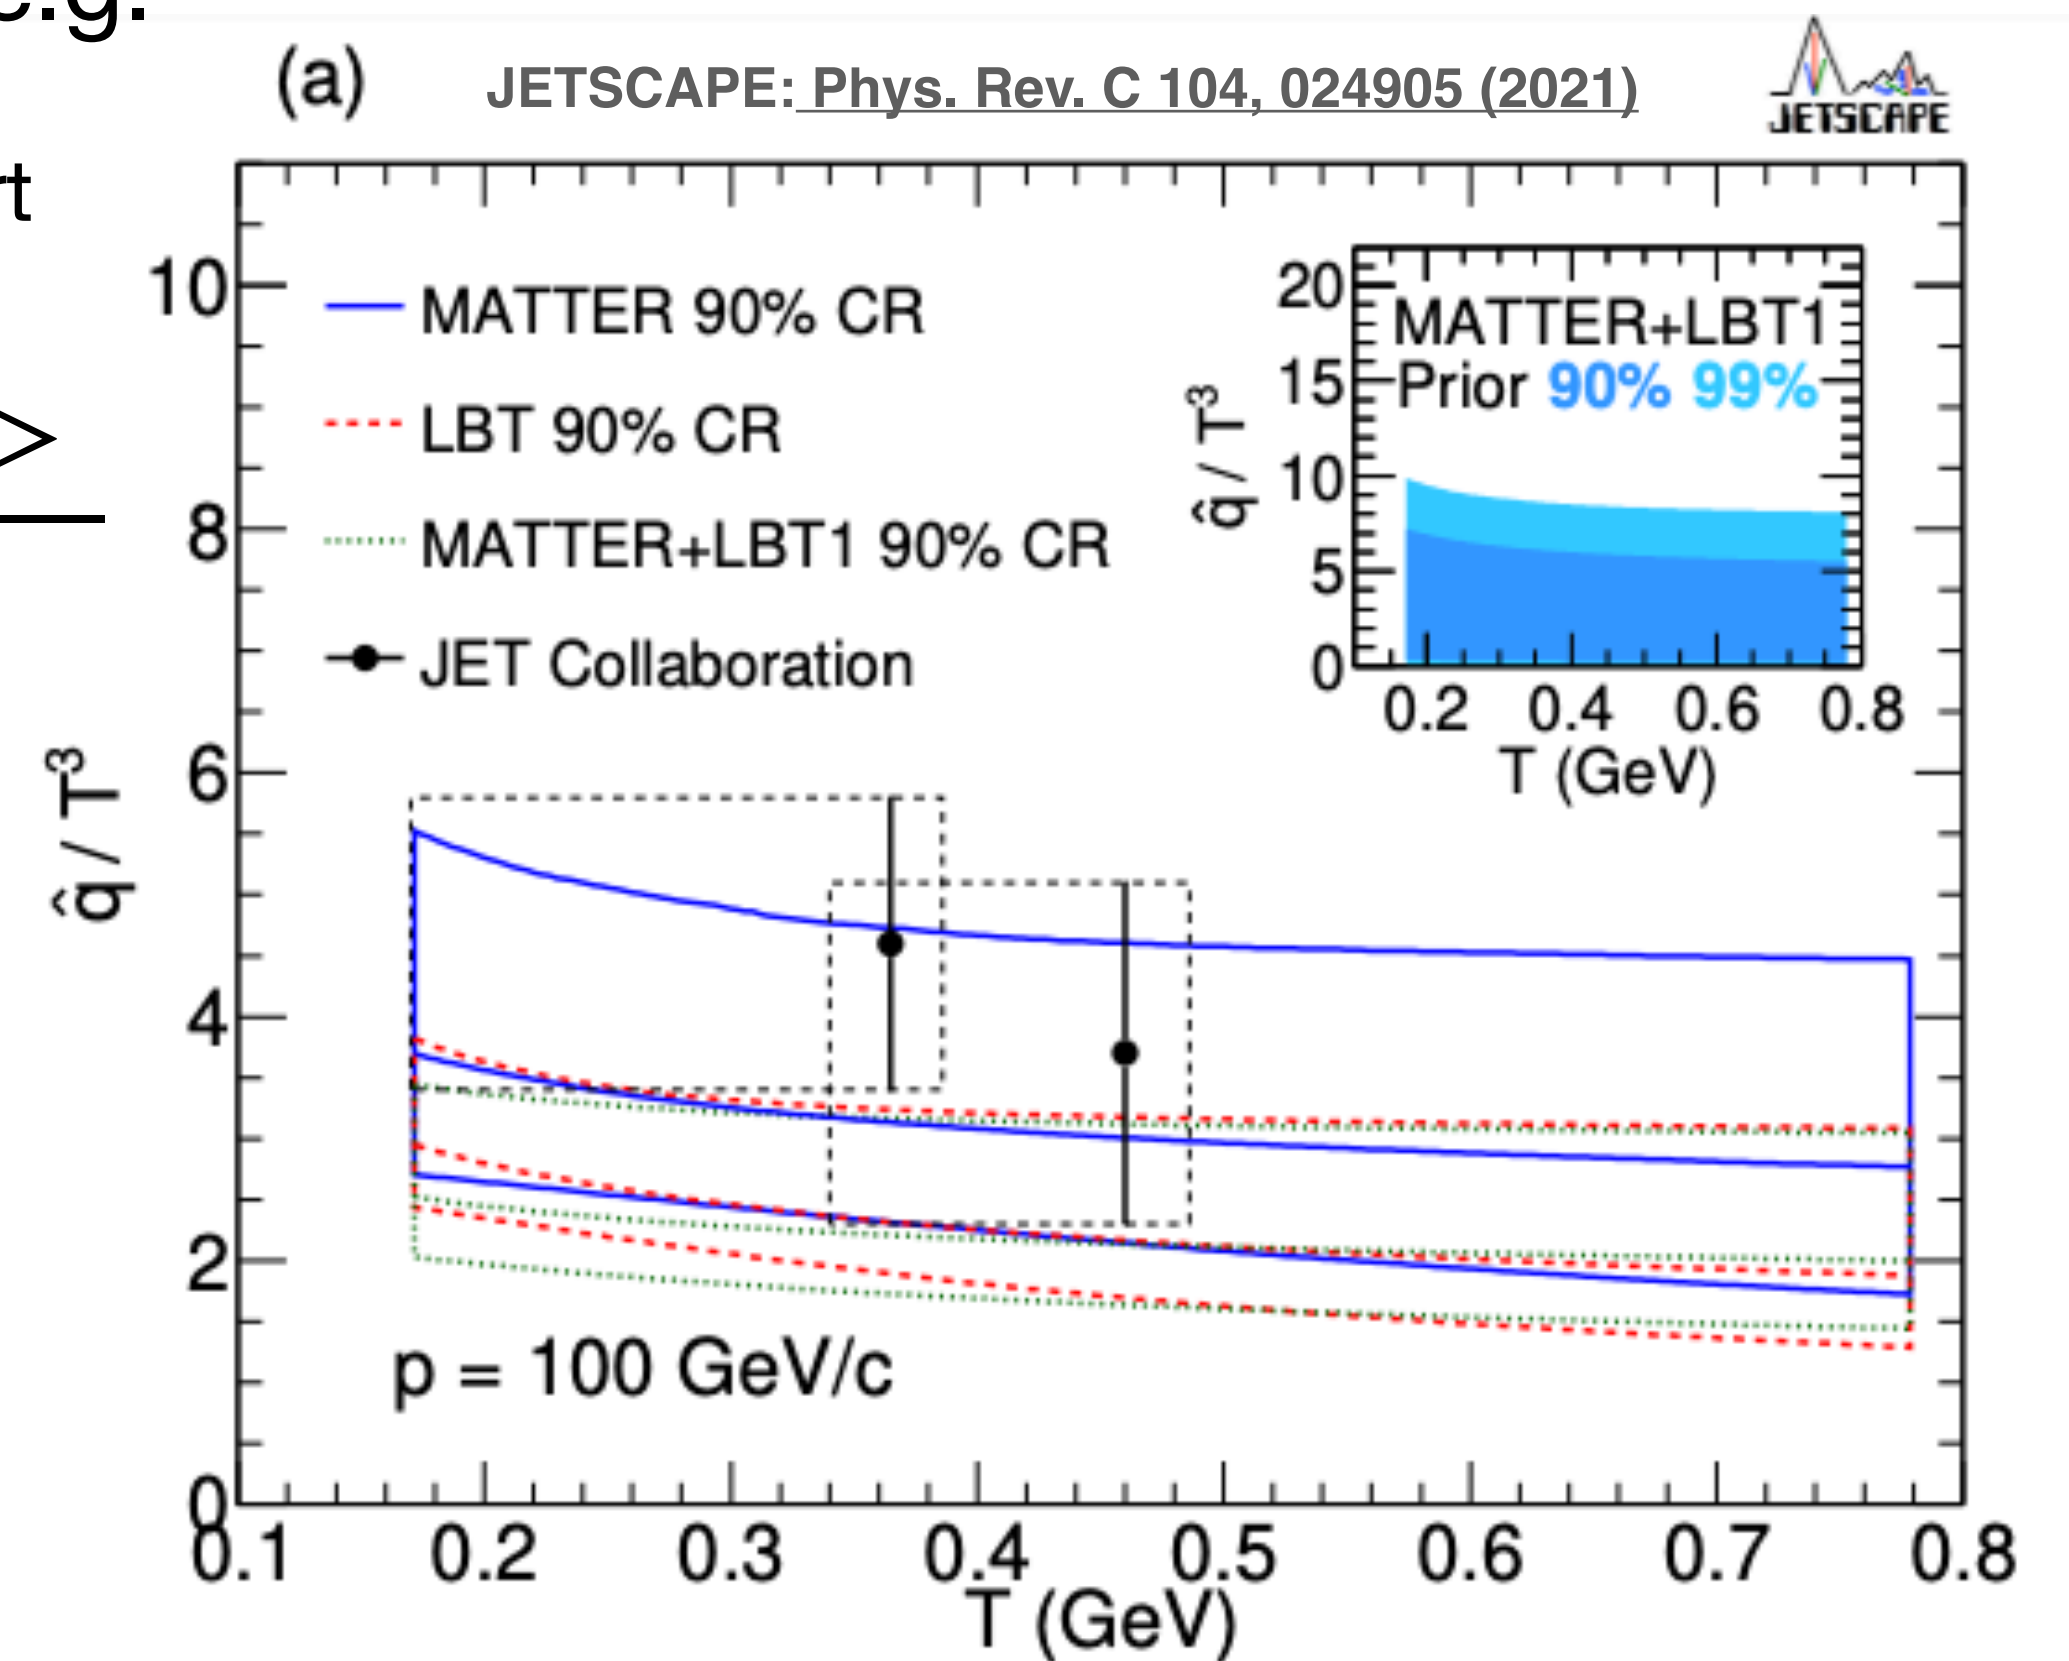 e.g.
(a) JETSCAPE: Phys. Rev. C 104, 024905 (2021)
JETSCAPE
rt
>
10
8
6
4
2
0
q̂ / T³
MATTER 90% CR
LBT 90% CR
MATTER+LBT1 90% CR
JET Collaboration
20
15
10
5
0
q̂ / T³
MATTER+LBT1
Prior 90% 99%
0.2 0.4 0.6 0.8
T (GeV)
p = 100 GeV/c
0.1 0.2 0.3 0.4 0.5 0.6 0.7 0.8
T (GeV)